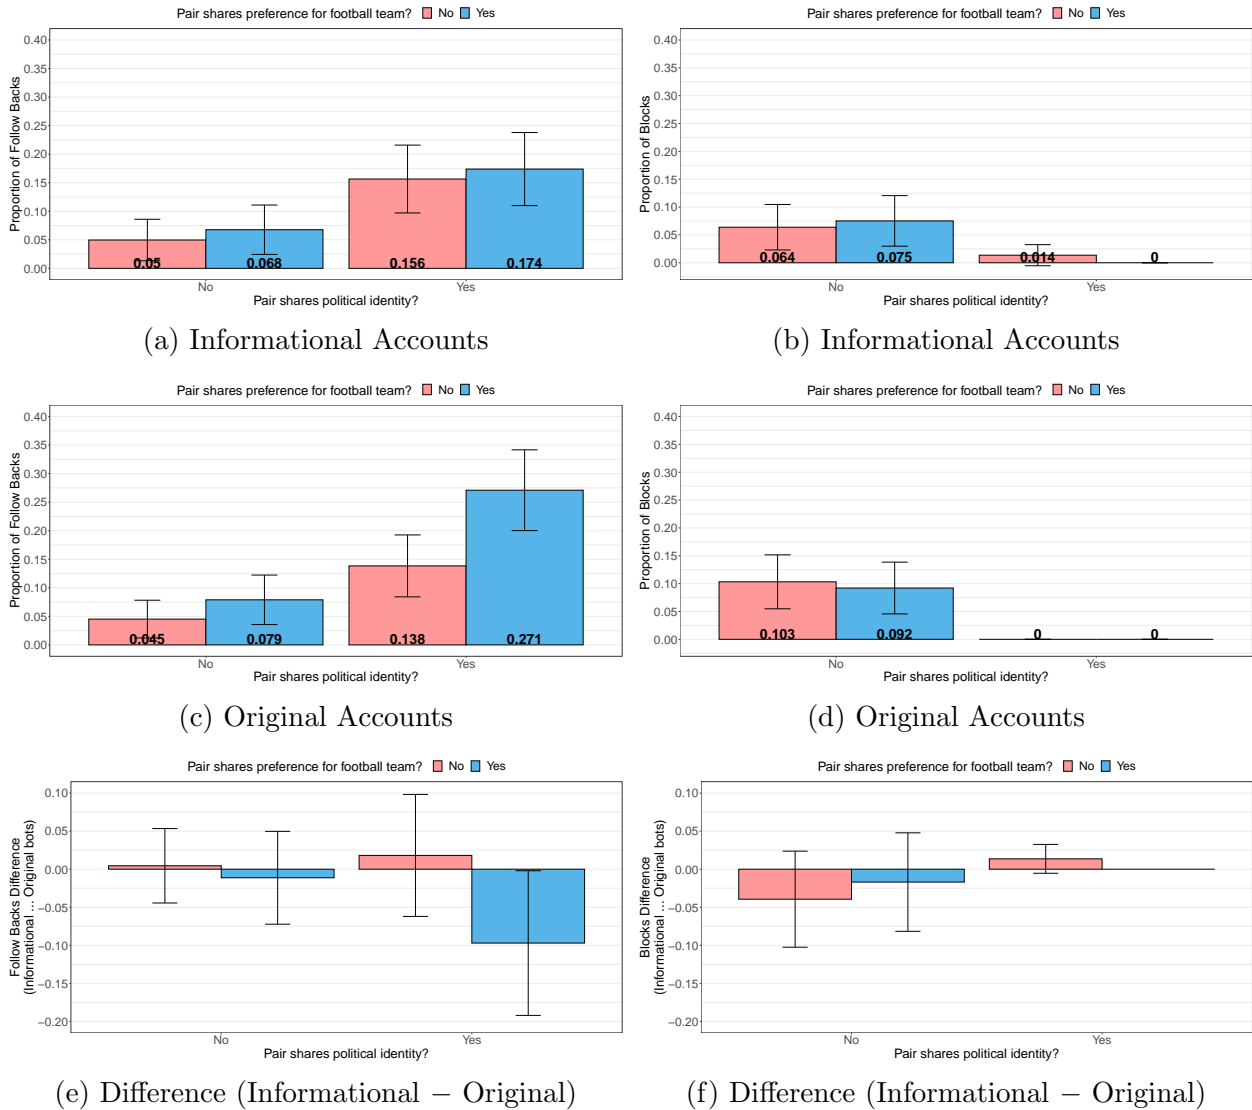 Pair shares preference for football team? No Yes
Proportion of Follow Backs
0.40
0.35
0.30
0.25
0.20
0.15
0.10
0.05
0.00
0.05 0.068 0.156 0.174
No Yes
Pair shares political identity?
(a) Informational Accounts
Pair shares preference for football team? No Yes
Proportion of Blocks
0.40
0.35
0.30
0.25
0.20
0.15
0.10
0.05
0.00
0.064 0.075 0.014 0
No Yes
Pair shares political identity?
(b) Informational Accounts
Pair shares preference for football team? No Yes
Proportion of Follow Backs
0.40
0.35
0.30
0.25
0.20
0.15
0.10
0.05
0.00
0.045 0.079 0.138 0.271
No Yes
Pair shares political identity?
(c) Original Accounts
Pair shares preference for football team? No Yes
Proportion of Blocks
0.40
0.35
0.30
0.25
0.20
0.15
0.10
0.05
0.00
0.103 0.092 0 0
No Yes
Pair shares political identity?
(d) Original Accounts
Pair shares preference for football team? No Yes
Follow Backs Difference
(Informational ... Original bots)
0.10
0.05
0.00
−0.05
−0.10
−0.15
−0.20
No Yes
Pair shares political identity?
(e) Difference (Informational − Original)
Pair shares preference for football team? No Yes
Blocks Difference
(Informational ... Original bots)
0.10
0.05
0.00
−0.05
−0.10
−0.15
−0.20
No Yes
Pair shares political identity?
(f) Difference (Informational − Original)